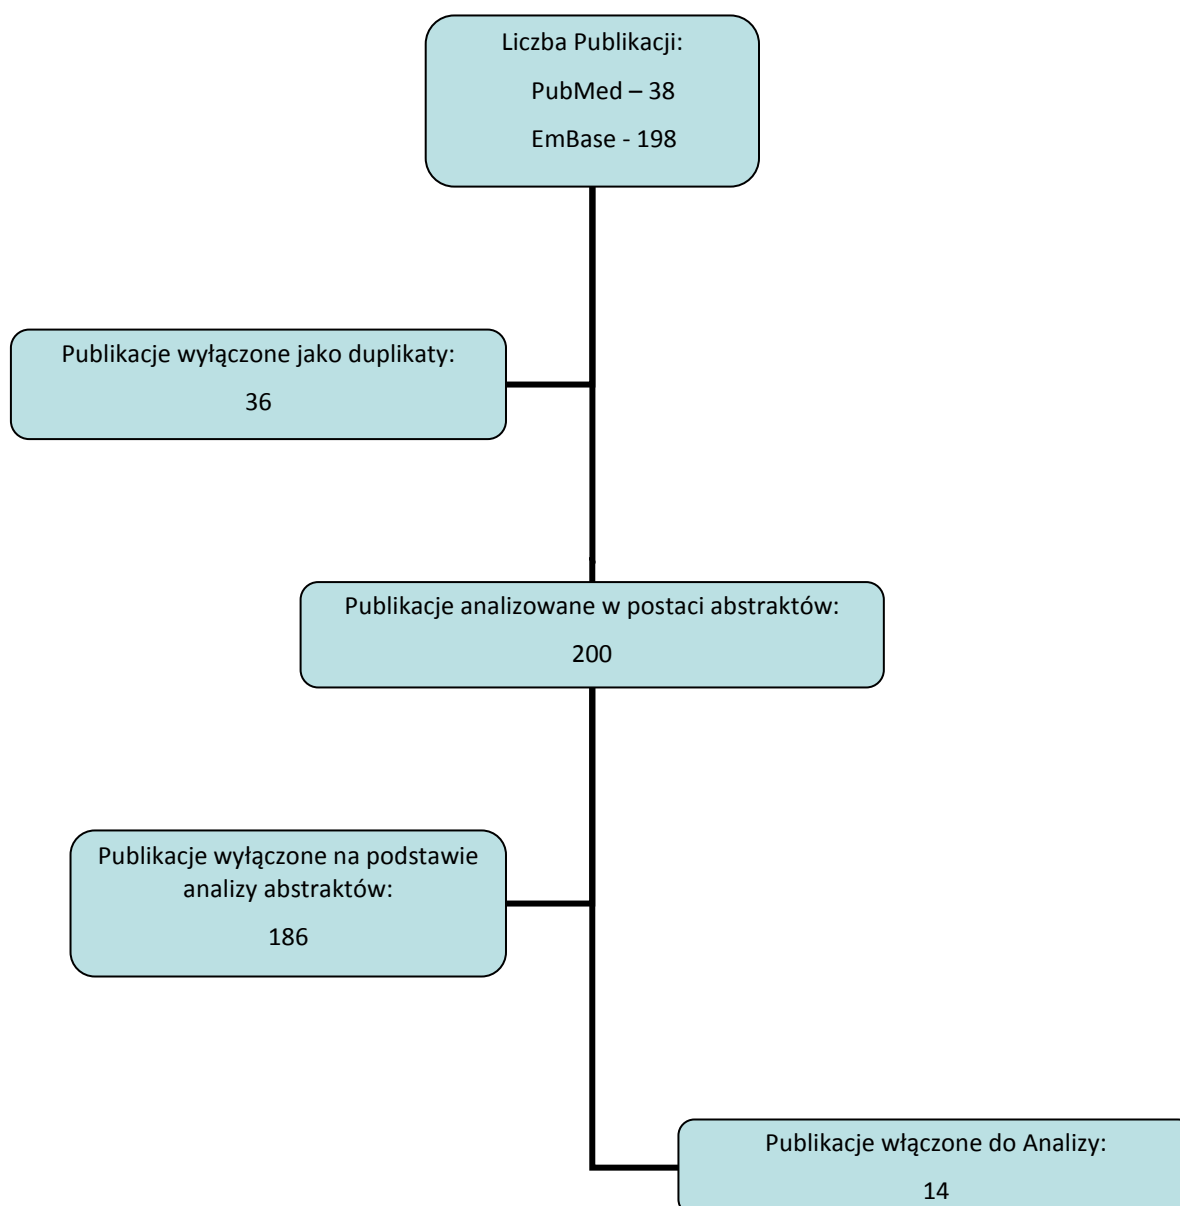 Liczba Publikacji:
PubMed – 38
EmBase - 198
Publikacje wyłączone jako duplikaty:
36
Publikacje analizowane w postaci abstraktów:
200
Publikacje wyłączone na podstawie
analizy abstraktów:
186
Publikacje włączone do Analizy:
14